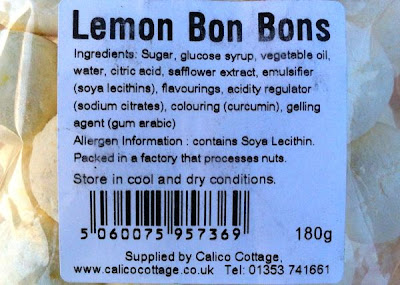 Lemon Bon Bons
Ingredients: Sugar, glucose syrup, vegetable oil,
water, citric acid, safflower extract, emulsifier
(soya lecithins), flavourings, acidity regulator
(sodium citrates), colouring (curcumin), gelling
agent (gum arabic)
Allergen Information : contains Soya Lecithin.
Packed in a factory that processes nuts.
Store in cool and dry conditions.
5 060075 957369
180g
Supplied by Calico Cottage,
www.calicocottage.co.uk Tel: 01353 741661